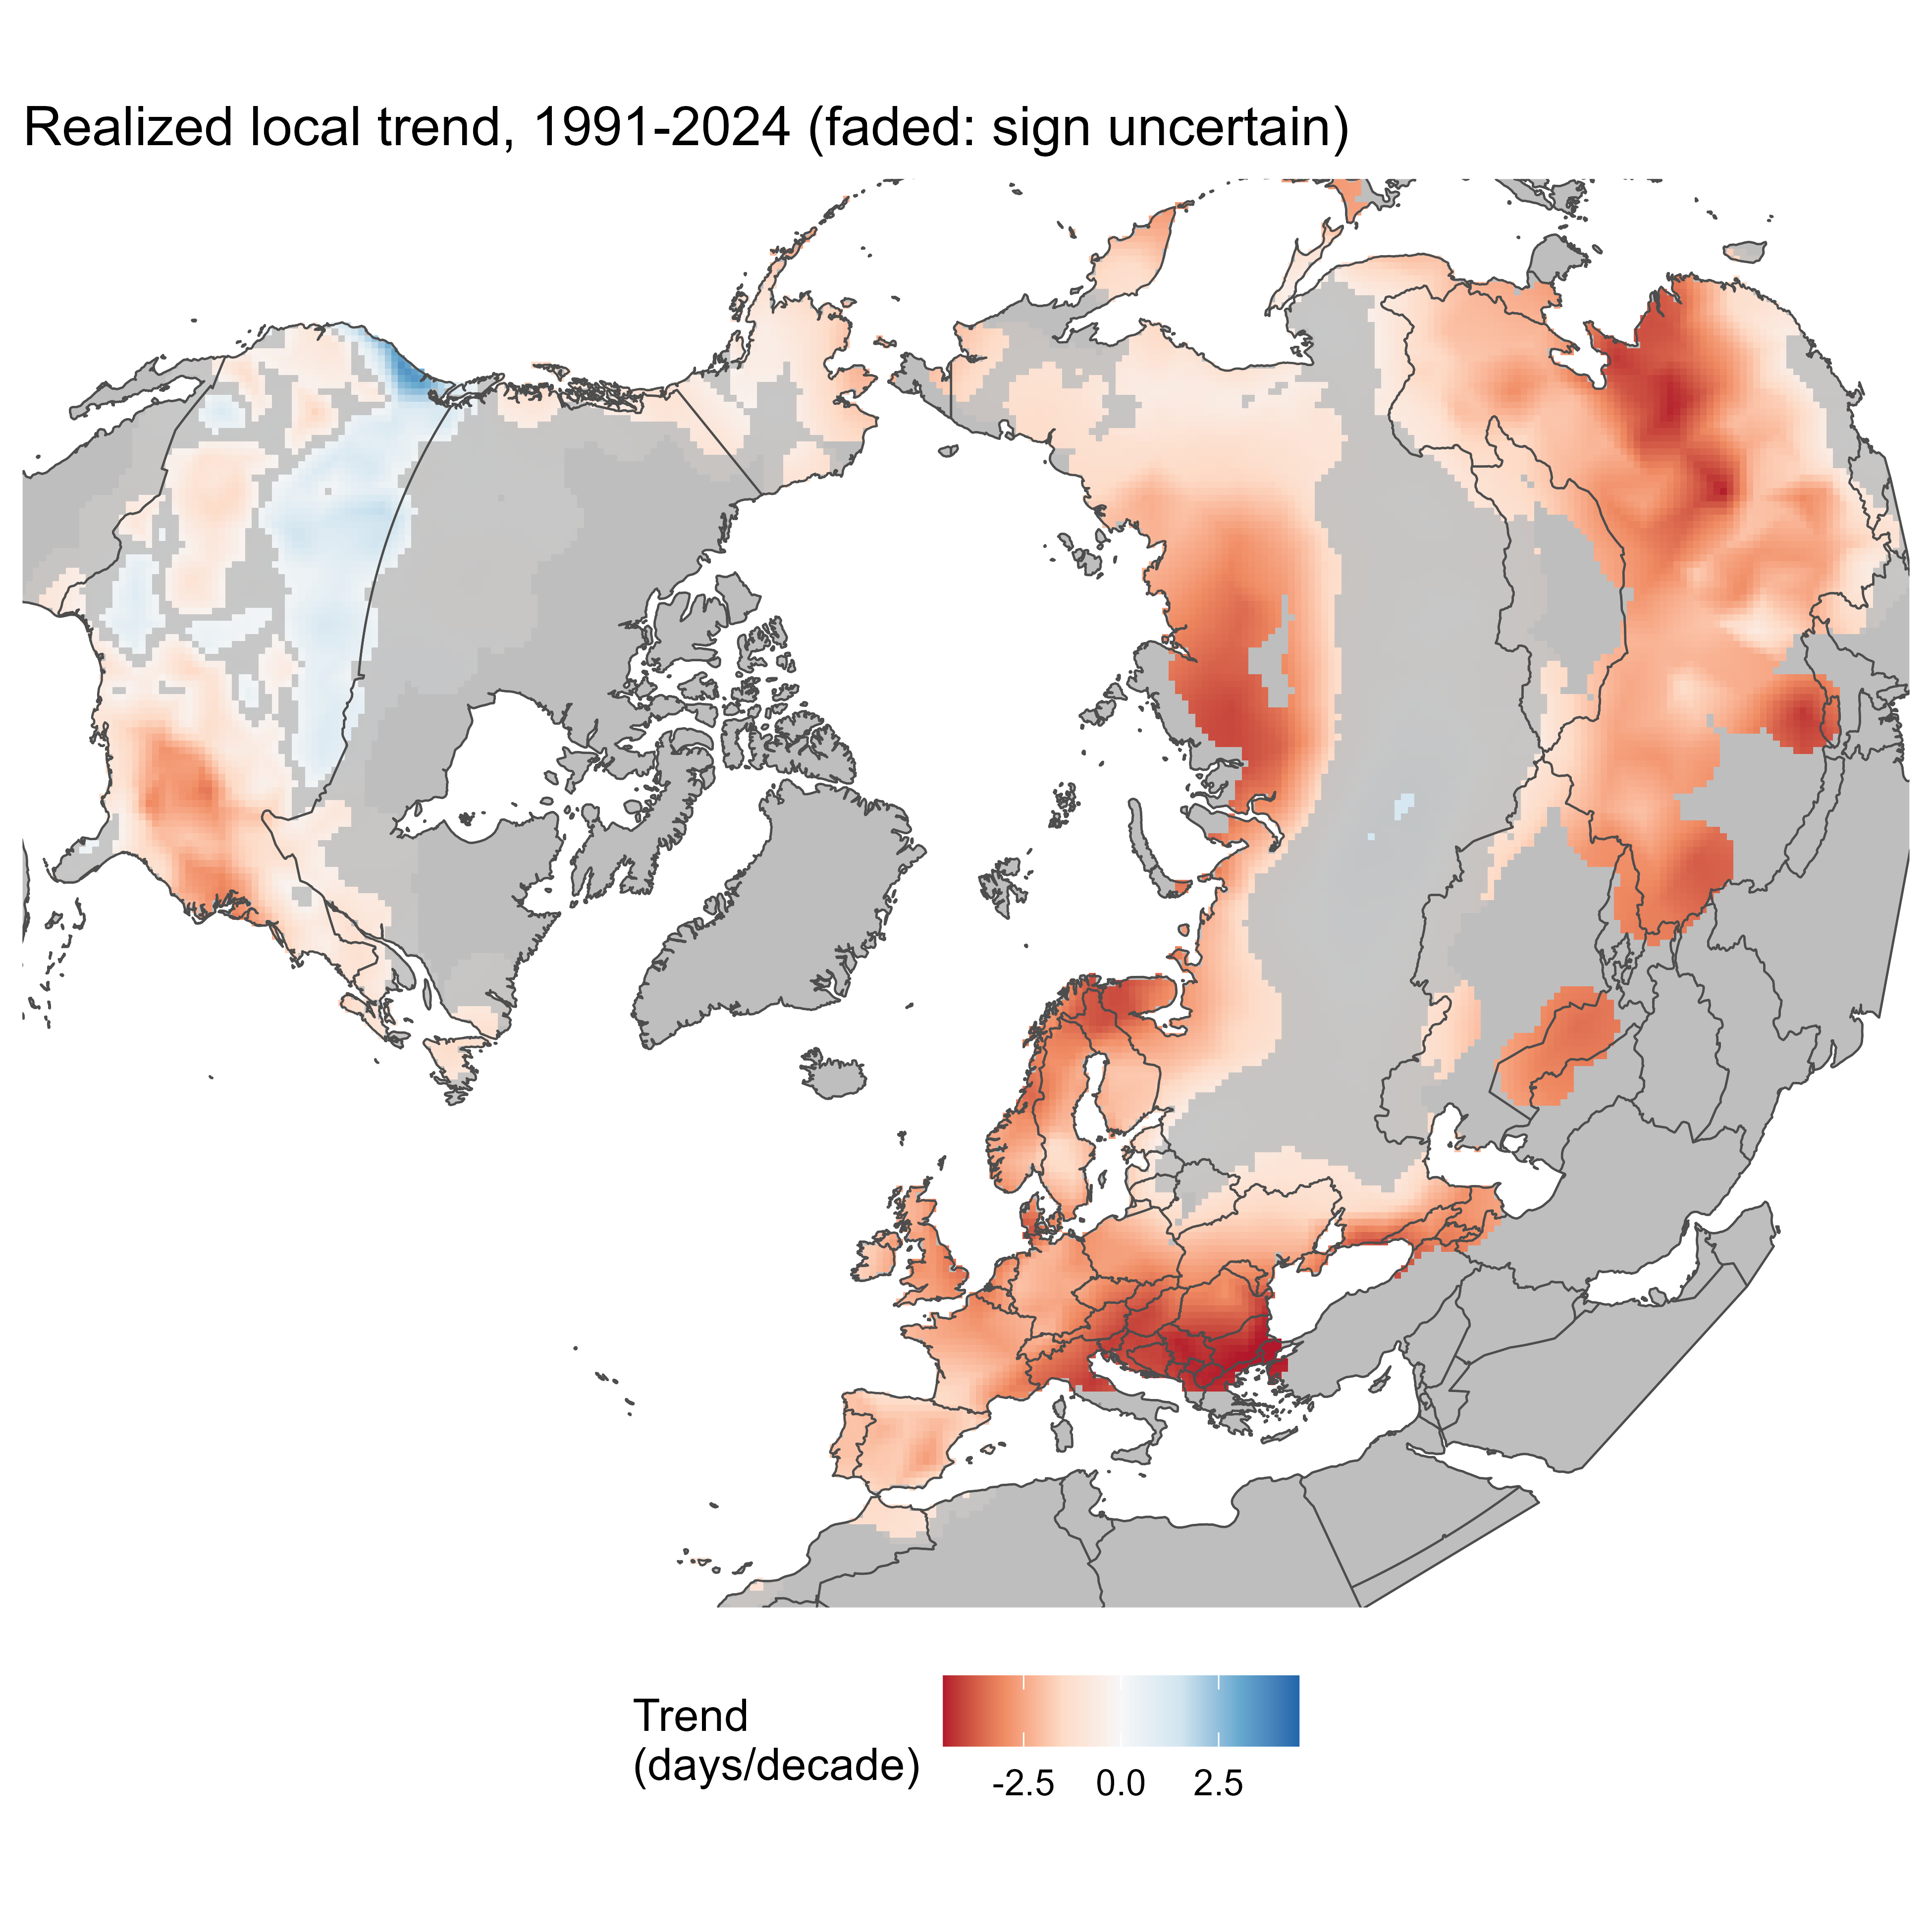 Realized local trend, 1991-2024 (faded: sign uncertain)
Trend
(days/decade)
-2.5 0.0 2.5